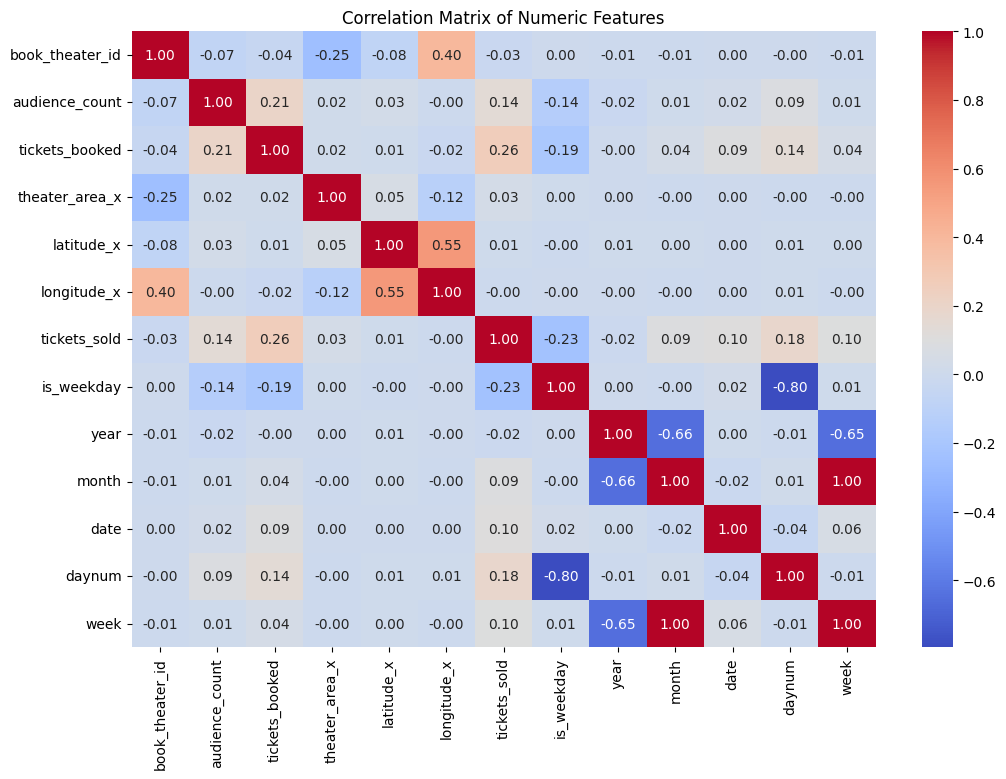 Correlation Matrix of Numeric Features
book_theater_id 1.00 -0.07 -0.04 -0.25 -0.08 0.40 -0.03 0.00 -0.01 -0.01 0.00 -0.00 -0.01
audience_count -0.07 1.00 0.21 0.02 0.03 -0.00 0.14 -0.14 -0.02 0.01 0.02 0.09 0.01
tickets_booked -0.04 0.21 1.00 0.02 0.01 -0.02 0.26 -0.19 -0.00 0.04 0.09 0.14 0.04
theater_area_x -0.25 0.02 0.02 1.00 0.05 -0.12 0.03 0.00 0.00 -0.00 0.00 -0.00 -0.00
latitude_x -0.08 0.03 0.01 0.05 1.00 0.55 0.01 -0.00 0.01 -0.00 0.00 0.01 0.00
longitude_x 0.40 -0.00 -0.02 -0.12 0.55 1.00 -0.00 -0.00 -0.00 -0.00 0.00 0.01 -0.00
tickets_sold -0.03 0.14 0.26 0.03 0.01 -0.00 1.00 -0.23 -0.02 0.09 0.10 0.18 0.10
is_weekday 0.00 -0.14 -0.19 0.00 -0.00 -0.00 -0.23 1.00 0.00 -0.00 0.02 -0.80 0.01
year -0.01 -0.02 -0.00 0.00 0.01 -0.00 -0.02 0.00 1.00 -0.66 0.00 -0.01 -0.65
month -0.01 0.01 0.04 -0.00 -0.00 -0.00 0.09 -0.00 -0.66 1.00 -0.02 0.01 1.00
date 0.00 0.02 0.09 0.00 0.00 0.00 0.10 0.02 0.00 -0.02 1.00 -0.04 0.06
daynum -0.00 0.09 0.14 -0.00 0.01 0.01 0.18 -0.80 -0.01 0.01 -0.04 1.00 -0.01
week -0.01 0.01 0.04 -0.00 0.00 -0.00 0.10 0.01 -0.65 1.00 0.06 -0.01 1.00
book_theater_id audience_count tickets_booked theater_area_x latitude_x longitude_x tickets_sold is_weekday year month date daynum week
1.0
0.8
0.6
0.4
0.2
0.0
−0.2
−0.4
−0.6